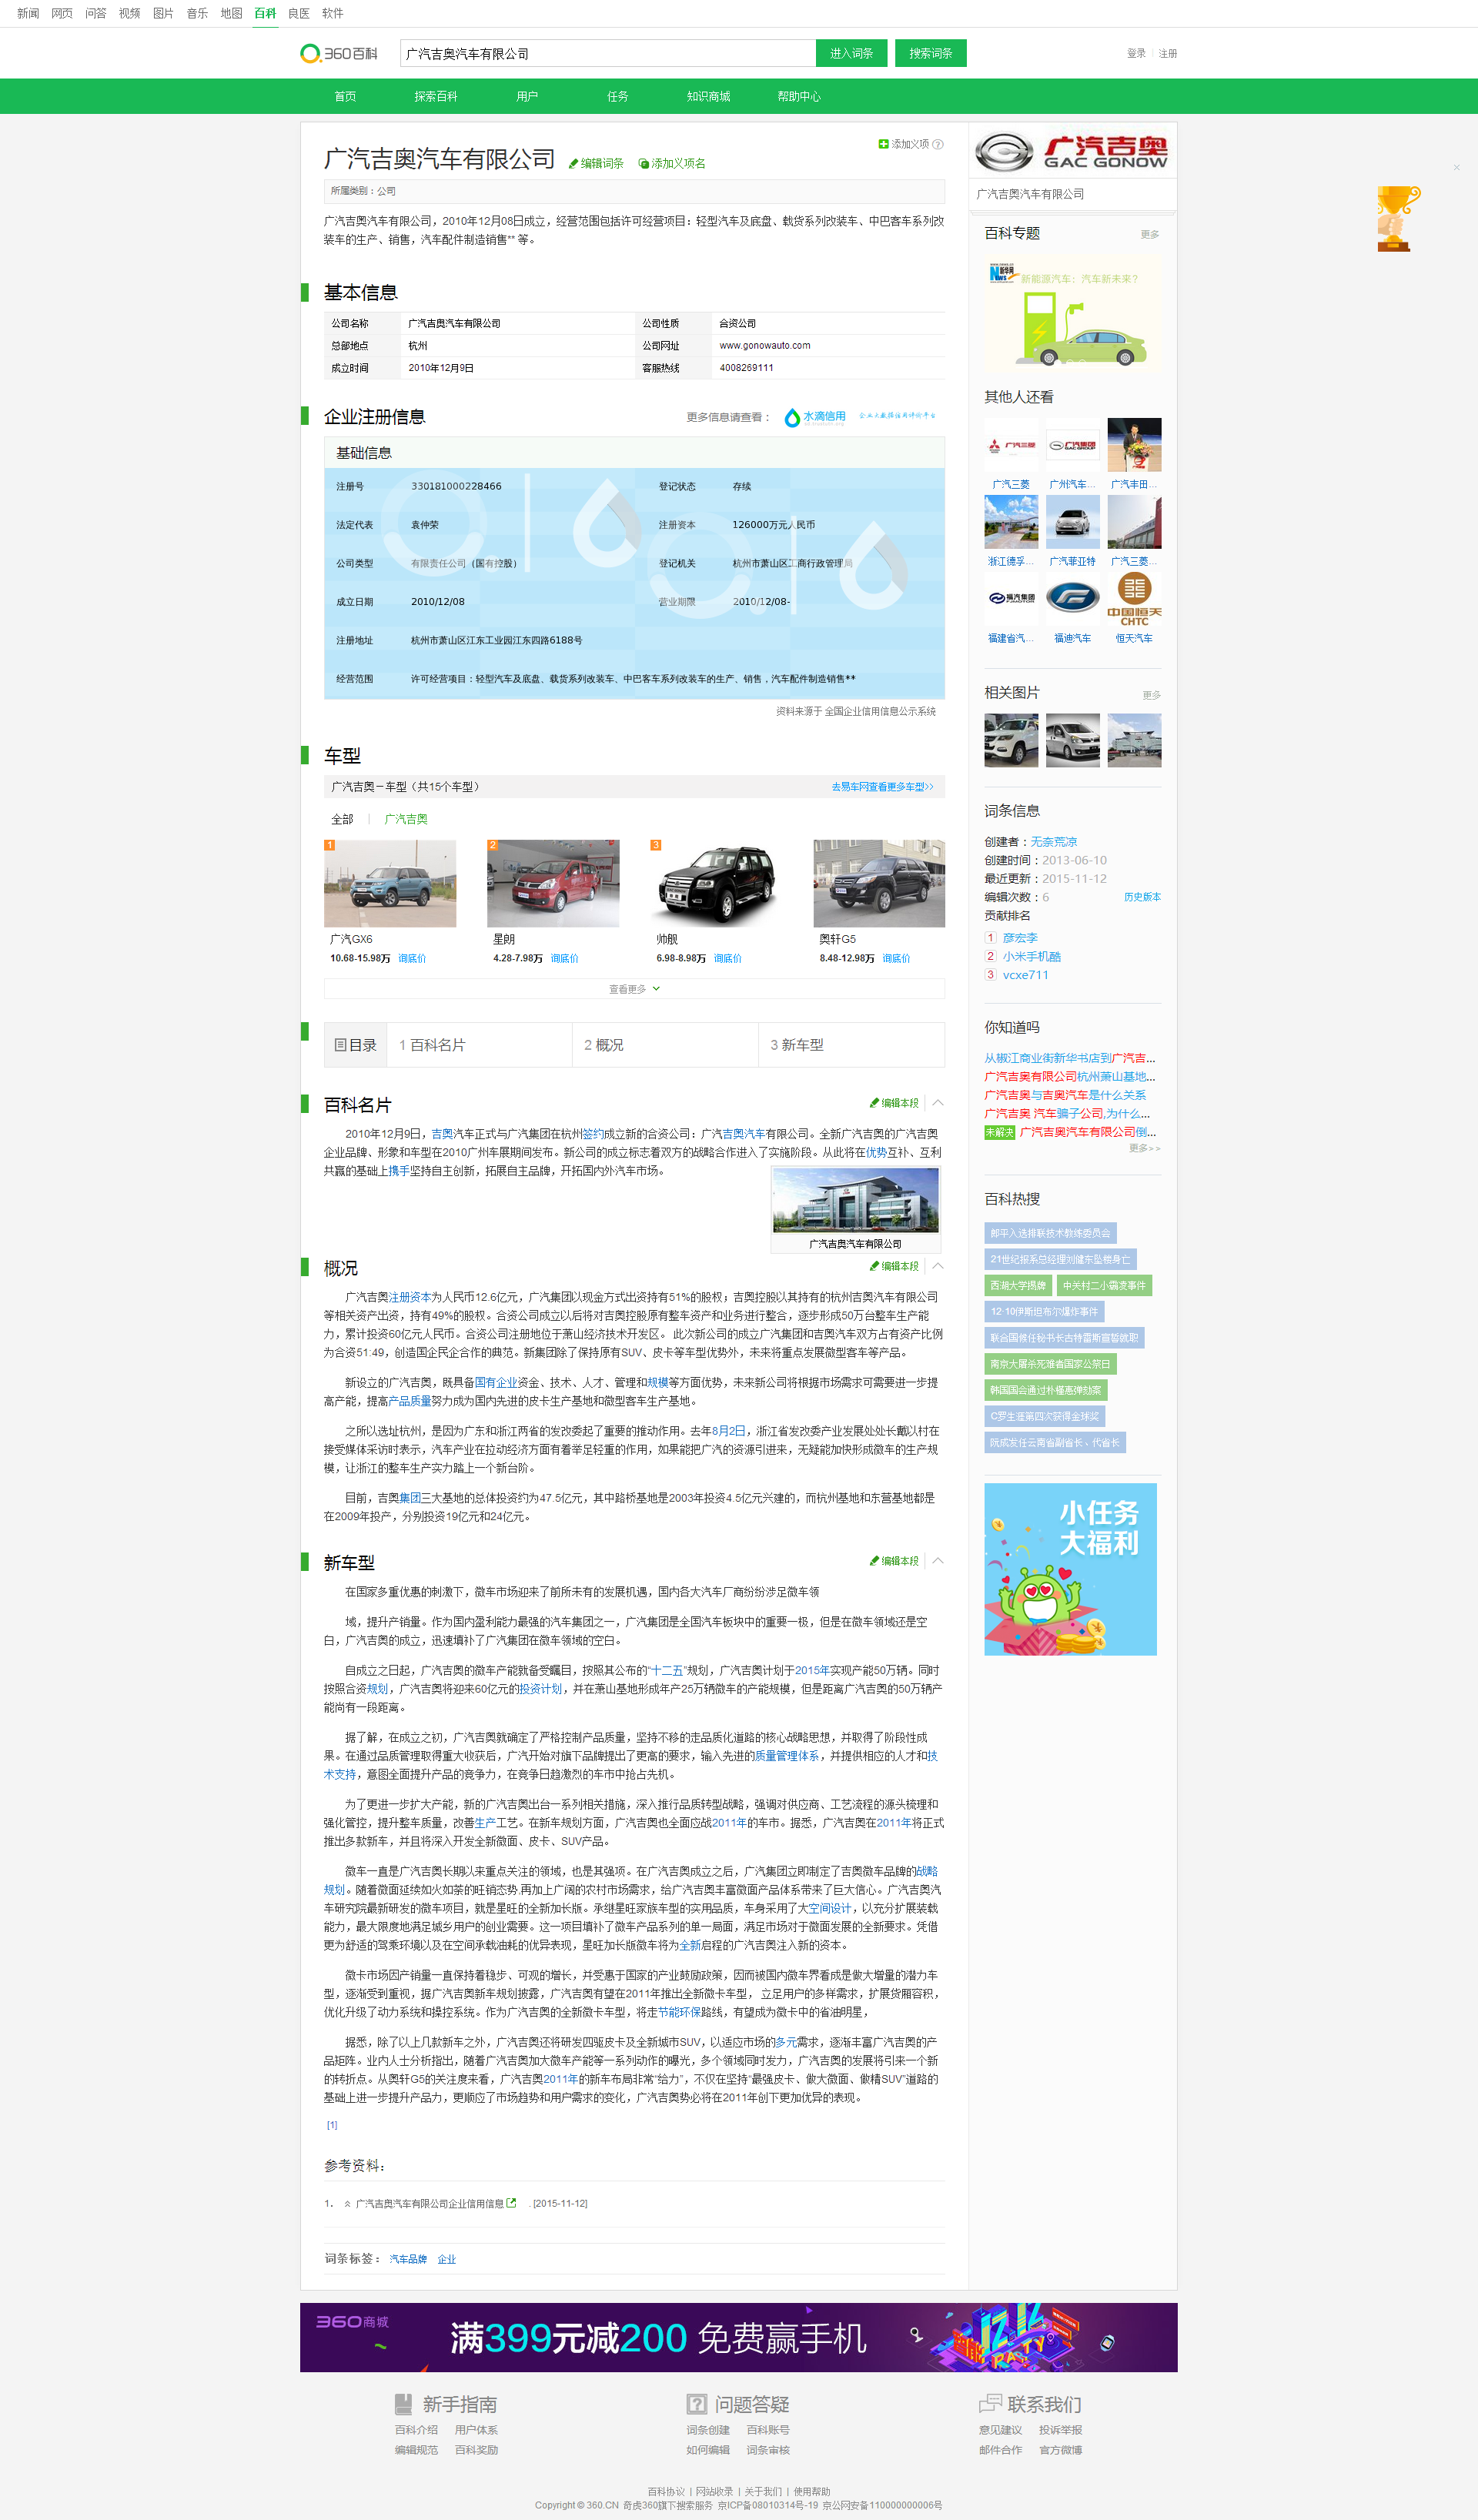 新闻 网页 问答 视频 图片 音乐 地图 百科 良医 软件
360百科
广汽吉奥汽车有限公司 进入词条 搜索词条 登录 注册
首页 探索百科 用户 任务 知识商城 帮助中心
添加义项
广汽吉奥汽车有限公司 编辑词条 添加义项名
所属类别：公司
广汽吉奥汽车有限公司，2010年12月08日成立，经营范围包括许可经营项目：轻型汽车及底盘、载货系列改装车、中巴客车系列改
装车的生产、销售，汽车配件制造销售** 等。
基本信息
公司名称 广汽吉奥汽车有限公司 公司性质 合资公司
总部地点 杭州 公司网址 www.gonowauto.com
成立时间 2010年12月9日 客服热线 4008269111
企业注册信息 更多信息请查看： 水滴信用 企业大数据信用评价平台
基础信息
注册号 330181000228466 登记状态 存续
法定代表 袁仲荣 注册资本 126000万元人民币
公司类型 有限责任公司（国有控股） 登记机关 杭州市萧山区工商行政管理局
成立日期 2010/12/08 营业期限 2010/12/08-
注册地址 杭州市萧山区江东工业园江东四路6188号
经营范围 许可经营项目：轻型汽车及底盘、载货系列改装车、中巴客车系列改装车的生产、销售，汽车配件制造销售**
资料来源于 全国企业信用信息公示系统
车型
广汽吉奥－车型（共15个车型） 去易车网查看更多车型>>
全部 广汽吉奥
1 2 3
广汽GX6 星朗 帅舰 奥轩G5
10.68-15.98万 询底价 4.28-7.98万 询底价 6.98-8.98万 询底价 8.48-12.98万 询底价
查看更多
目录 1 百科名片 2 概况 3 新车型
百科名片 编辑本段
2010年12月9日，吉奥汽车正式与广汽集团在杭州签约成立新的合资公司：广汽吉奥汽车有限公司。全新广汽吉奥的广汽吉奥
企业品牌、形象和车型在2010广州车展期间发布。新公司的成立标志着双方的战略合作进入了实施阶段。从此将在优势互补、互利
共赢的基础上携手坚持自主创新，拓展自主品牌，开拓国内外汽车市场。
广汽吉奥汽车有限公司
概况 编辑本段
广汽吉奥注册资本为人民币12.6亿元，广汽集团以现金方式出资持有51%的股权，吉奥控股以其持有的杭州吉奥汽车有限公司
等相关资产出资，持有49%的股权。合资公司成立以后将对吉奥控股原有整车资产和业务进行整合，逐步形成50万台整车生产能
力，累计投资60亿元人民币。合资公司注册地位于萧山经济技术开发区。 此次新公司的成立广汽集团和吉奥汽车双方占有资产比例
为合资51:49，创造国企民企合作的典范。新集团除了保持原有SUV、皮卡等车型优势外，未来将重点发展微型客车等产品。
新设立的广汽吉奥，既具备国有企业资金、技术、人才、管理和规模等方面优势，未来新公司将根据市场需求可需要进一步提
高产能，提高产品质量努力成为国内先进的皮卡生产基地和微型客车生产基地。
之所以选址杭州，是因为广东和浙江两省的发改委起了重要的推动作用。去年8月2日，浙江省发改委产业发展处处长戴以村在
接受媒体采访时表示，汽车产业在拉动经济方面有着举足轻重的作用，如果能把广汽的资源引进来，无疑能加快形成微车的生产规
模，让浙江的整车生产实力踏上一个新台阶。
目前，吉奥集团三大基地的总体投资约为47.5亿元，其中路桥基地是2003年投资4.5亿元兴建的，而杭州基地和东营基地都是
在2009年投产，分别投资19亿元和24亿元。
新车型 编辑本段
在国家多重优惠的刺激下，微车市场迎来了前所未有的发展机遇，国内各大汽车厂商纷纷涉足微车领
域，提升产销量。作为国内盈利能力最强的汽车集团之一，广汽集团是全国汽车板块中的重要一极，但是在微车领域还是空
白，广汽吉奥的成立，迅速填补了广汽集团在微车领域的空白。
自成立之日起，广汽吉奥的微车产能就备受瞩目，按照其公布的“十二五”规划，广汽吉奥计划于2015年实现产能50万辆。同时
按照合资规划，广汽吉奥将迎来60亿元的投资计划，并在萧山基地形成年产25万辆微车的产能规模，但是距离广汽吉奥的50万辆产
能尚有一段距离。
据了解，在成立之初，广汽吉奥就确定了严格控制产品质量，坚持不移的走品质化道路的核心战略思想，并取得了阶段性成
果。在通过品质管理取得重大收获后，广汽开始对旗下品牌提出了更高的要求，输入先进的质量管理体系，并提供相应的人才和技
术支持，意图全面提升产品的竞争力，在竞争日趋激烈的车市中抢占先机。
为了更进一步扩大产能，新的广汽吉奥出台一系列相关措施，深入推行品质转型战略，强调对供应商、工艺流程的源头梳理和
强化管控，提升整车质量，改善生产工艺。在新车规划方面，广汽吉奥也全面应战2011年的车市。据悉，广汽吉奥在2011年将正式
推出多款新车，并且将深入开发全新微面、皮卡、SUV产品。
微车一直是广汽吉奥长期以来重点关注的领域，也是其强项。在广汽吉奥成立之后，广汽集团立即制定了吉奥微车品牌的战略
规划。随着微面延续如火如荼的旺销态势,再加上广阔的农村市场需求，给广汽吉奥丰富微面产品体系带来了巨大信心。广汽吉奥汽
车研究院最新研发的微车项目，就是星旺的全新加长版。承继星旺家族车型的实用品质，车身采用了大空间设计，以充分扩展装载
能力，最大限度地满足城乡用户的创业需要。这一项目填补了微车产品系列的单一局面，满足市场对于微面发展的全新要求。凭借
更为舒适的驾乘环境以及在空间承载油耗的优异表现，星旺加长版微车将为全新启程的广汽吉奥注入新的资本。
微卡市场因产销量一直保持着稳步、可观的增长，并受惠于国家的产业鼓励政策，因而被国内微车界看成是做大增量的潜力车
型，逐渐受到重视，据广汽吉奥新车规划披露，广汽吉奥有望在2011年推出全新微卡车型， 立足用户的多样需求，扩展货厢容积，
优化升级了动力系统和操控系统。作为广汽吉奥的全新微卡车型，将走节能环保路线，有望成为微卡中的省油明星，
据悉，除了以上几款新车之外，广汽吉奥还将研发四驱皮卡及全新城市SUV，以适应市场的多元需求，逐渐丰富广汽吉奥的产
品矩阵。业内人士分析指出，随着广汽吉奥加大微车产能等一系列动作的曝光，多个领域同时发力，广汽吉奥的发展将引来一个新
的转折点。从奥轩G5的关注度来看，广汽吉奥2011年的新车布局非常“给力”，不仅在坚持“最强皮卡、做大微面、做精SUV”道路的
基础上进一步提升产品力，更顺应了市场趋势和用户需求的变化，广汽吉奥势必将在2011年创下更加优异的表现。
[1]
参考资料：
1. 广汽吉奥汽车有限公司企业信用信息 . [2015-11-12]
词条标签： 汽车品牌 企业
广汽吉奥
GAC GONOW
广汽吉奥汽车有限公司
百科专题 更多
新华网
新能源汽车：汽车新未来？
其他人还看
广汽三菱 广州汽车... 广汽丰田...
浙江德孚... 广汽菲亚特 广汽三菱...
中国恒天
CHTC
福建省汽... 福迪汽车 恒天汽车
相关图片 更多
词条信息
创建者：无奈荒凉
创建时间：2013-06-10
最近更新：2015-11-12
编辑次数：6 历史版本
贡献排名
1 彦宏李
2 小米手机酷
3 vcxe711
你知道吗
从椒江商业街新华书店到广汽吉...
广汽吉奥有限公司杭州萧山基地...
广汽吉奥与吉奥汽车是什么关系
广汽吉奥 汽车骗子公司,为什么...
未解决 广汽吉奥汽车有限公司倒...
更多>>
百科热搜
郎平入选排联技术教练委员会
21世纪报系总经理刘健东坠楼身亡
西湖大学揭牌 中关村二小霸凌事件
12·10伊斯坦布尔爆炸事件
联合国候任秘书长古特雷斯宣誓就职
南京大屠杀死难者国家公祭日
韩国国会通过朴槿惠弹劾案
C罗生涯第四次获得金球奖
阮成发任云南省副省长、代省长
小任务
大福利
360商城
满399元减200 免费赢手机
新手指南 问题答疑 联系我们
百科介绍 用户体系 词条创建 百科账号 意见建议 投诉举报
编辑规范 百科奖励 如何编辑 词条审核 邮件合作 官方微博
百科协议 | 网站收录 | 关于我们 | 使用帮助
Copyright © 360.CN 奇虎360旗下搜索服务 京ICP备08010314号-19 京公网安备110000000006号